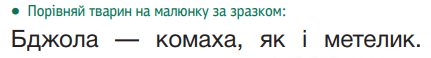 ● Порівняй тварин на малюнку за зразком:
Бджола — комаха, як і метелик.